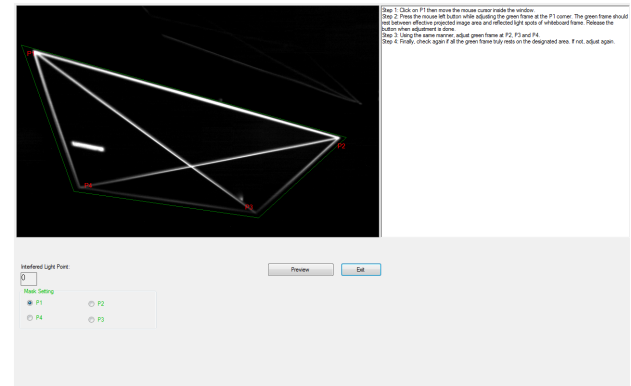 Step 1: Click on P1 then move the mouse cursor inside the window.
Step 2: Press the mouse left button while adjusting the green frame at the P1 corner. The green frame should
rest between effective projected image area and reflected light spots of whiteboard frame. Release the
button when adjustment is done.
Step 3: Using the same manner, adjust green frame at P2, P3 and P4.
Step 4: Finally, check again if all the green frame truly rests on the designated area. If not, adjust again.
P1
P2
P4
P3
Interfered Light Point:
0
Preview
Exit
Mask Setting
P1
P2
P4
P3